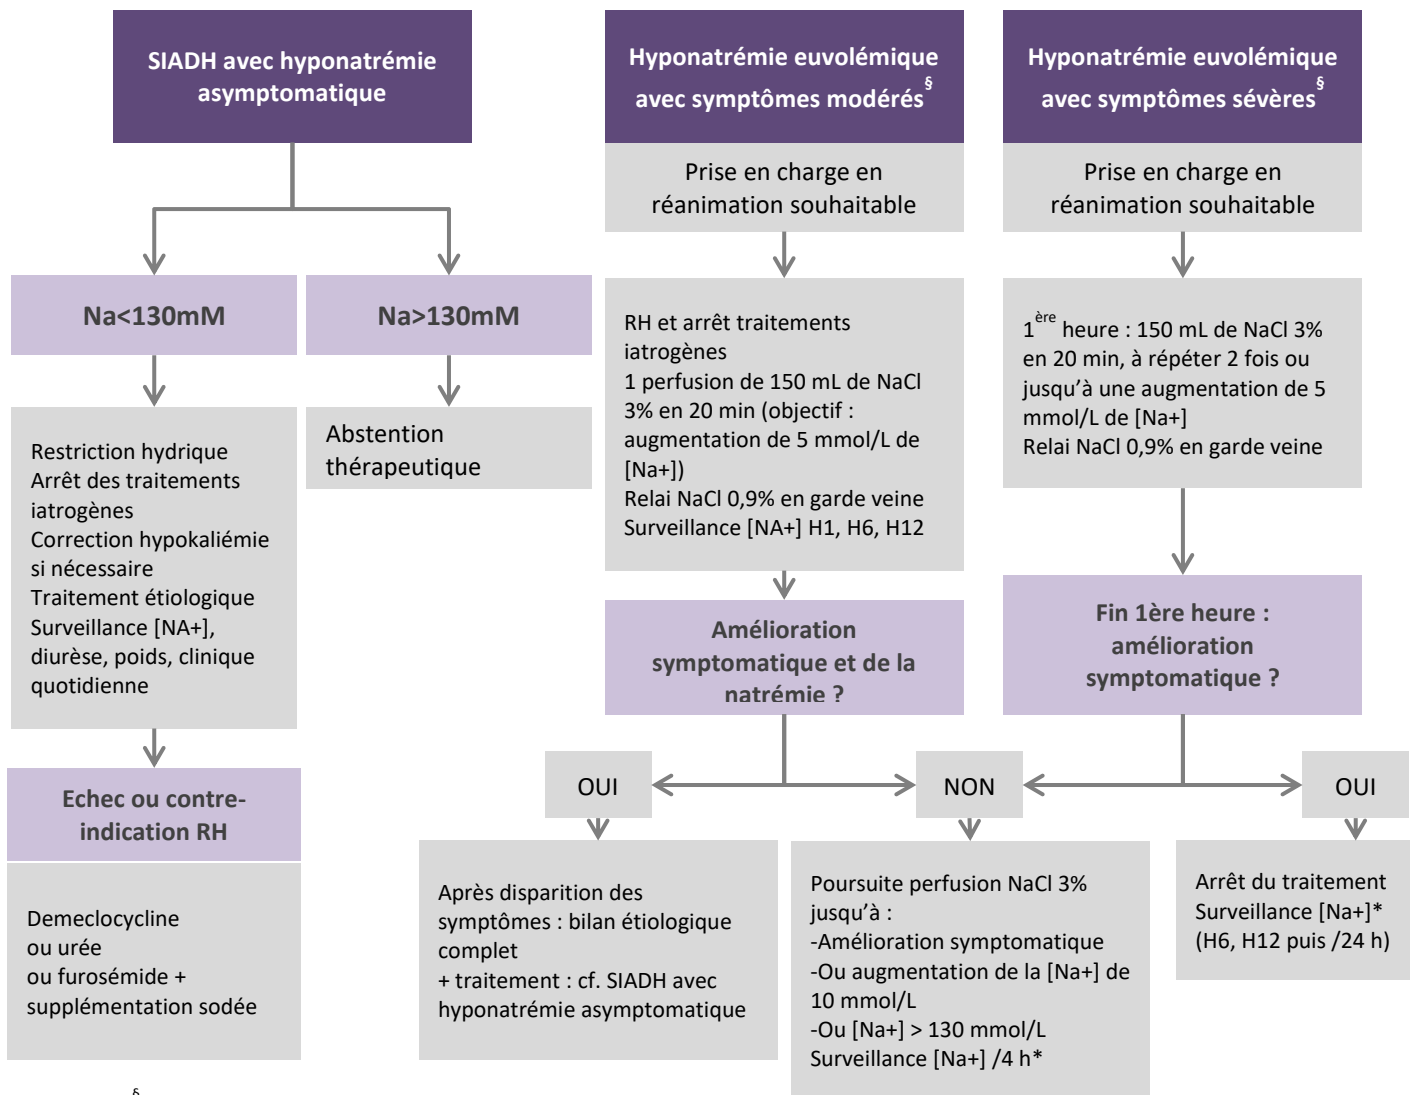 SIADH avec hyponatrémie
asymptomatique
Na<130mM
Na>130mM
Restriction hydrique
Arrêt des traitements
iatrogènes
Correction hypokaliémie
si nécessaire
Traitement étiologique
Surveillance [NA+],
diurèse, poids, clinique
quotidienne
Abstention
thérapeutique
Echec ou contre-
indication RH
Demeclocycline
ou urée
ou furosémide +
supplémentation sodée
Hyponatrémie euvolémique
avec symptômes modérés§
Prise en charge en
réanimation souhaitable
RH et arrêt traitements
iatrogènes
1 perfusion de 150 mL de NaCl
3% en 20 min (objectif :
augmentation de 5 mmol/L de
[Na+])
Relai NaCl 0,9% en garde veine
Surveillance [NA+] H1, H6, H12
Amélioration
symptomatique et de la
natrémie ?
OUI
NON
Après disparition des
symptômes : bilan étiologique
complet
+ traitement : cf. SIADH avec
hyponatrémie asymptomatique
Hyponatrémie euvolémique
avec symptômes sévères§
Prise en charge en
réanimation souhaitable
1ère heure : 150 mL de NaCl 3%
en 20 min, à répéter 2 fois ou
jusqu’à une augmentation de 5
mmol/L de [Na+]
Relai NaCl 0,9% en garde veine
Fin 1ère heure :
amélioration
symptomatique ?
OUI
Poursuite perfusion NaCl 3%
jusqu’à :
-Amélioration symptomatique
-Ou augmentation de la [Na+] de
10 mmol/L
-Ou [Na+] > 130 mmol/L
Surveillance [Na+] /4 h*
Arrêt du traitement
Surveillance [Na+]*
(H6, H12 puis /24 h)
§